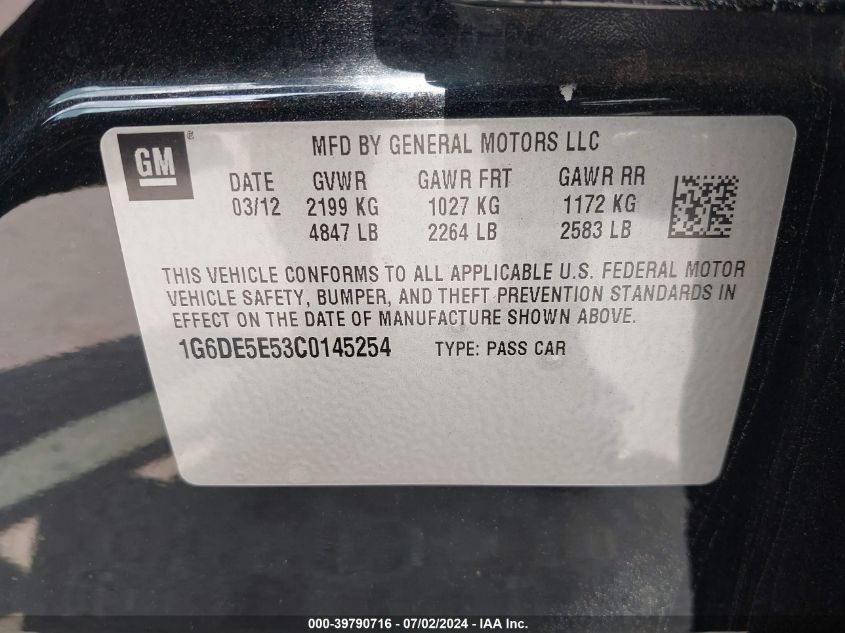 GM
MFD BY GENERAL MOTORS LLC
DATE GVWR GAWR FRT GAWR RR
03/12 2199 KG 1027 KG 1172 KG
4847 LB 2264 LB 2583 LB
THIS VEHICLE CONFORMS TO ALL APPLICABLE U.S. FEDERAL MOTOR
VEHICLE SAFETY, BUMPER, AND THEFT PREVENTION STANDARDS IN
EFFECT ON THE DATE OF MANUFACTURE SHOWN ABOVE.
1G6DE5E53C0145254 TYPE: PASS CAR
000-39790716 - 07/02/2024 - IAA Inc.